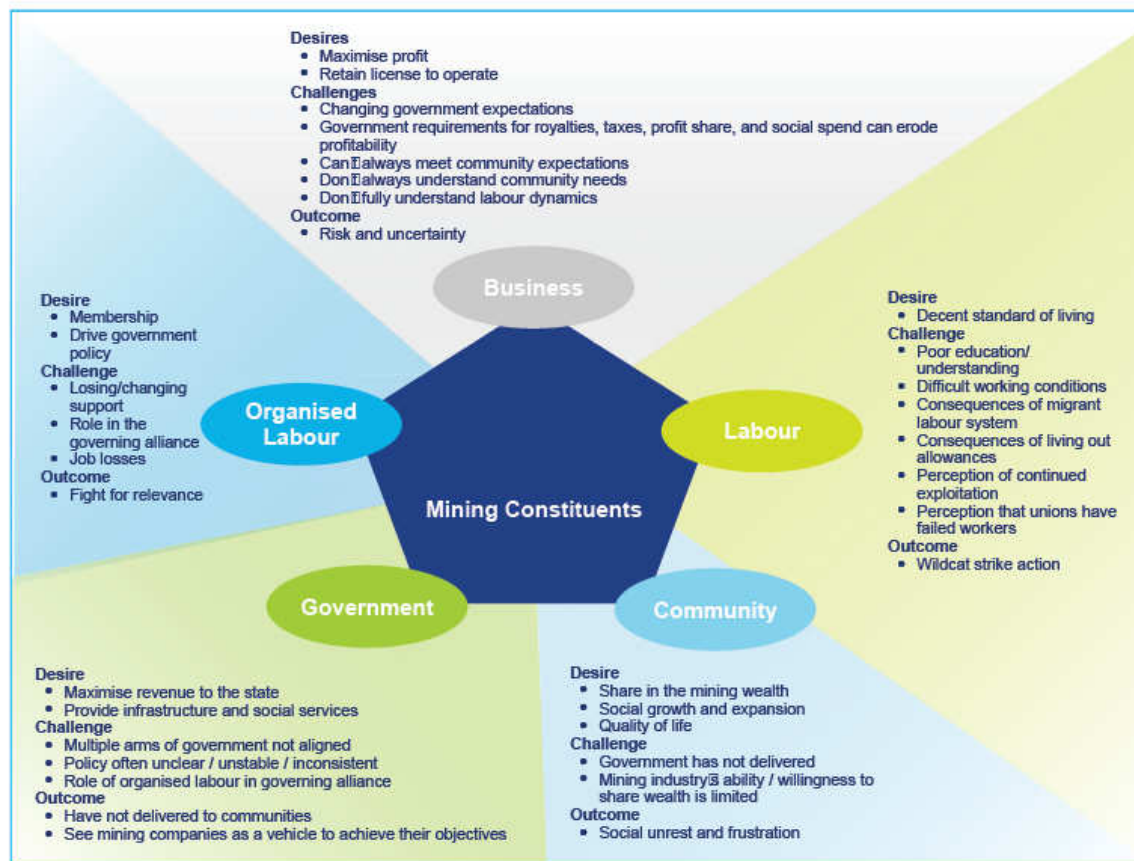 Desires
• Maximise profit
• Retain license to operate
Challenges
• Changing government expectations
• Government requirements for royalties, taxes, profit share, and social spend can erode
profitability
• Can always meet community expectations
• Don always understand community needs
• Don fully understand labour dynamics
Outcome
• Risk and uncertainty
Business
Desire
• Membership
• Drive government
policy
Challenge
• Losing/changing
support
• Role in the
governing alliance
• Job losses
Outcome
• Fight for relevance
Organised
Labour
Desire
• Decent standard of living
Challenge
• Poor education/
understanding
• Difficult working conditions
• Consequences of migrant
labour system
• Consequences of living out
allowances
• Perception of continued
exploitation
• Perception that unions have
failed workers
Outcome
• Wildcat strike action
Labour
Mining Constituents
Government
Community
Desire
• Maximise revenue to the state
• Provide infrastructure and social services
Challenge
• Multiple arms of government not aligned
• Policy often unclear / unstable / inconsistent
• Role of organised labour in governing alliance
Outcome
• Have not delivered to communities
• See mining companies as a vehicle to achieve their objectives
Desire
• Share in the mining wealth
• Social growth and expansion
• Quality of life
Challenge
• Government has not delivered
• Mining industry ability / willingness to
share wealth is limited
Outcome
• Social unrest and frustration